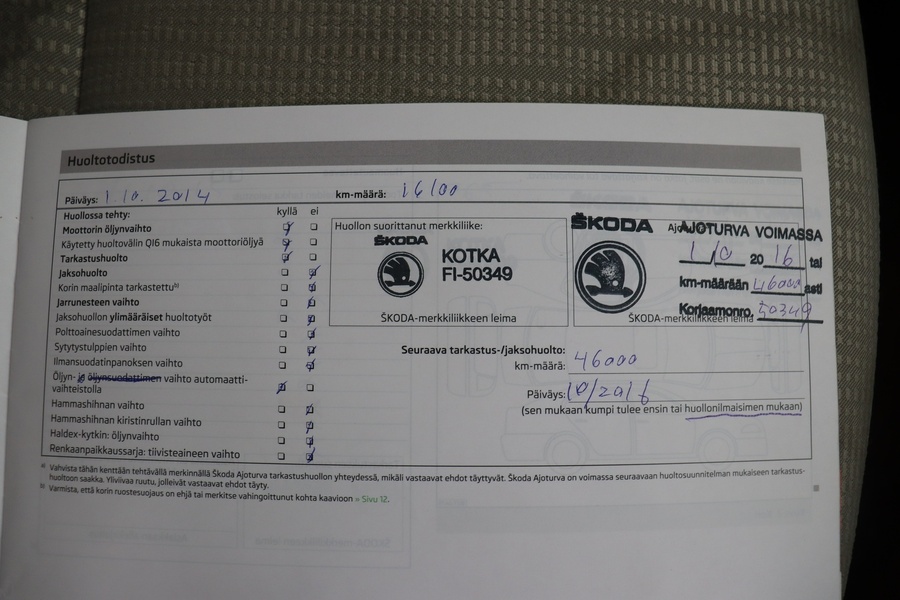 Huoltotodistus
Päiväys: 1.10. 2014 km-määrä: 16100
Huollossa tehty: kyllä ei
Moottorin öljynvaihto
Käytetty huoltovälin QI6 mukaista moottoriöljyä
Tarkastushuolto
Jaksohuolto
Korin maalipinta tarkastettu b)
Jarrunesteen vaihto
Jaksohuollon ylimääräiset huoltotyöt
Polttoainesuodattimen vaihto
Sytytystulppien vaihto
Ilmansuodatinpanoksen vaihto
Öljyn- ja öljynsuodattimen vaihto automaatti-
vaihteistolla
Hammashihnan vaihto
Hammashihnan kiristinrullan vaihto
Haldex-kytkin: öljynvaihto
Renkaanpaikkaussarja: tiivisteaineen vaihto
Huollon suorittanut merkkiliike:
ŠKODA
KOTKA
FI-50349
ŠKODA-merkkiliikkeen leima
ŠKODA
AJOTURVA VOIMASSA
1/10 2016 tai
km-määrään 46000 asti
Korjaamonro. 50349
ŠKODA-merkkiliikkeen leima
Seuraava tarkastus-/jaksohuolto:
km-määrä: 46000
Päiväys: 10/2016
(sen mukaan kumpi tulee ensin tai huollonilmaisimen mukaan)
a) Vahvista tähän kenttään tehtävällä merkinnällä Škoda Ajoturva tarkastushuollon yhteydessä, mikäli vastaavat ehdot täyttyvät. Škoda Ajoturva on voimassa seuraavaan huoltosuunnitelman mukaiseen tarkastus-
huoltoon saakka. Yliviivaa ruutu, jolleivät vastaavat ehdot täyty.
b) Varmista, että korin ruostesuojaus on ehjä tai merkitse vahingoittunut kohta kaavioon » Sivu 12.